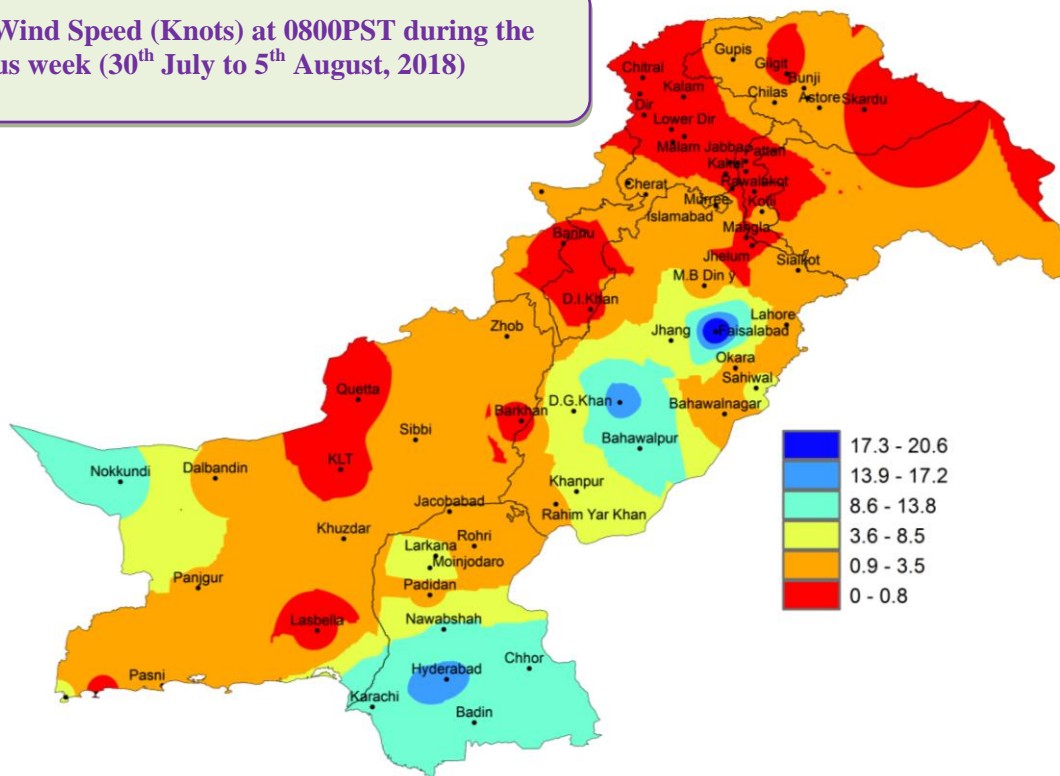 Wind Speed (Knots) at 0800PST during the
us week (30th July to 5th August, 2018)
Gupis
Gilgit
Chitral
Bunji
Kalam
Chilas
Astore
Skardu
Dir
Lower Dir
Malam Jabba
Pattan
Rawalakot
Cherat
Murree
Kotli
Islamabad
Mangla
Bannu
Jhelum
Sialkot
M.B Din
D.I.Khan
Lahore
Zhob
Jhang
Faisalabad
Okara
Sahiwal
Quetta
D.G.Khan
Bahawalnagar
Barkhan
Sibbi
Bahawalpur
17.3 - 20.6
KLT
Nokkundi
Dalbandin
13.9 - 17.2
Khanpur
8.6 - 13.8
Jacobabad
Rahim Yar Khan
Khuzdar
Rohri
3.6 - 8.5
Larkana
Moinjodaro
0.9 - 3.5
Panjgur
Padidan
0 - 0.8
Lasbella
Nawabshah
Chhor
Hyderabad
Pasni
Karachi
Badin